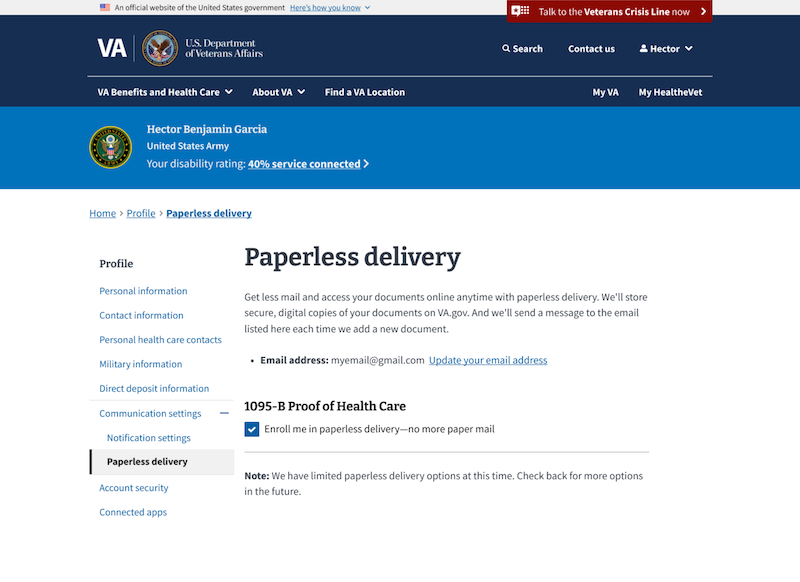 An official website of the United States government Here's how you know
Talk to the Veterans Crisis Line now
VA
U.S. Department
of Veterans Affairs
Search
Contact us
Hector
VA Benefits and Health Care
About VA
Find a VA Location
My VA
My HealtheVet
Hector Benjamin Garcia
United States Army
Your disability rating: 40% service connected
Home > Profile > Paperless delivery
Profile
Personal information
Contact information
Personal health care contacts
Military information
Direct deposit information
Communication settings
Notification settings
Paperless delivery
Account security
Connected apps
Paperless delivery
Get less mail and access your documents online anytime with paperless delivery. We'll store
secure, digital copies of your documents on VA.gov. And we'll send a message to the email
listed here each time we add a new document.
• Email address: myemail@gmail.com Update your email address
1095-B Proof of Health Care
Enroll me in paperless delivery—no more paper mail
Note: We have limited paperless delivery options at this time. Check back for more options
in the future.